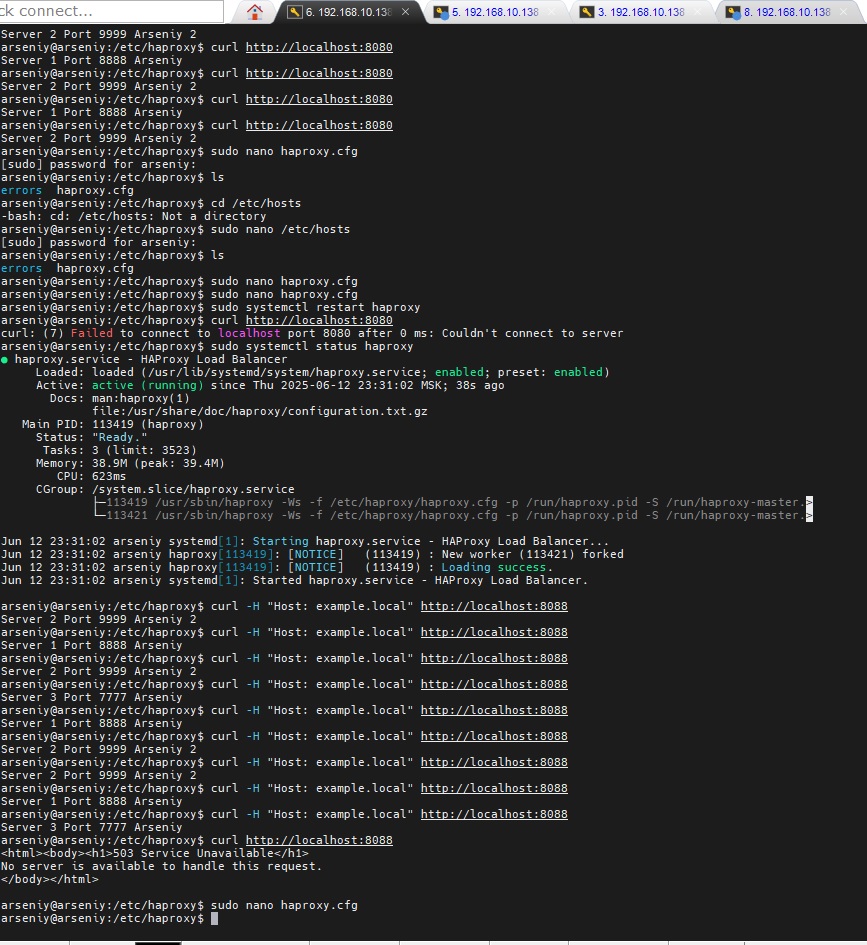 ck connect...
6. 192.168.10.138
5. 192.168.10.138
3. 192.168.10.138
8. 192.168.10.138
Server 2 Port 9999 Arseniy 2
arseniy@arseniy:/etc/haproxy$ curl http://localhost:8080
Server 1 Port 8888 Arseniy
arseniy@arseniy:/etc/haproxy$ curl http://localhost:8080
Server 2 Port 9999 Arseniy 2
arseniy@arseniy:/etc/haproxy$ curl http://localhost:8080
Server 1 Port 8888 Arseniy
arseniy@arseniy:/etc/haproxy$ curl http://localhost:8080
Server 2 Port 9999 Arseniy 2
arseniy@arseniy:/etc/haproxy$ sudo nano haproxy.cfg
[sudo] password for arseniy:
arseniy@arseniy:/etc/haproxy$ ls
errors  haproxy.cfg
arseniy@arseniy:/etc/haproxy$ cd /etc/hosts
-bash: cd: /etc/hosts: Not a directory
arseniy@arseniy:/etc/haproxy$ sudo nano /etc/hosts
[sudo] password for arseniy:
arseniy@arseniy:/etc/haproxy$ ls
errors  haproxy.cfg
arseniy@arseniy:/etc/haproxy$ sudo nano haproxy.cfg
arseniy@arseniy:/etc/haproxy$ sudo nano haproxy.cfg
arseniy@arseniy:/etc/haproxy$ sudo systemctl restart haproxy
arseniy@arseniy:/etc/haproxy$ curl http://localhost:8080
curl: (7) Failed to connect to localhost port 8080 after 0 ms: Couldn't connect to server
arseniy@arseniy:/etc/haproxy$ sudo systemctl status haproxy
● haproxy.service - HAProxy Load Balancer
Loaded: loaded (/usr/lib/systemd/system/haproxy.service; enabled; preset: enabled)
Active: active (running) since Thu 2025-06-12 23:31:02 MSK; 38s ago
Docs: man:haproxy(1)
file:/usr/share/doc/haproxy/configuration.txt.gz
Main PID: 113419 (haproxy)
Status: "Ready."
Tasks: 3 (limit: 3523)
Memory: 38.9M (peak: 39.4M)
CPU: 623ms
CGroup: /system.slice/haproxy.service
├─113419 /usr/sbin/haproxy -Ws -f /etc/haproxy/haproxy.cfg -p /run/haproxy.pid -S /run/haproxy-master.>
└─113421 /usr/sbin/haproxy -Ws -f /etc/haproxy/haproxy.cfg -p /run/haproxy.pid -S /run/haproxy-master.>
Jun 12 23:31:02 arseniy systemd[1]: Starting haproxy.service - HAProxy Load Balancer...
Jun 12 23:31:02 arseniy haproxy[113419]: [NOTICE]   (113419) : New worker (113421) forked
Jun 12 23:31:02 arseniy haproxy[113419]: [NOTICE]   (113419) : Loading success.
Jun 12 23:31:02 arseniy systemd[1]: Started haproxy.service - HAProxy Load Balancer.
arseniy@arseniy:/etc/haproxy$ curl -H "Host: example.local" http://localhost:8088
Server 2 Port 9999 Arseniy 2
arseniy@arseniy:/etc/haproxy$ curl -H "Host: example.local" http://localhost:8088
Server 1 Port 8888 Arseniy
arseniy@arseniy:/etc/haproxy$ curl -H "Host: example.local" http://localhost:8088
Server 2 Port 9999 Arseniy 2
arseniy@arseniy:/etc/haproxy$ curl -H "Host: example.local" http://localhost:8088
Server 3 Port 7777 Arseniy
arseniy@arseniy:/etc/haproxy$ curl -H "Host: example.local" http://localhost:8088
Server 1 Port 8888 Arseniy
arseniy@arseniy:/etc/haproxy$ curl -H "Host: example.local" http://localhost:8088
Server 2 Port 9999 Arseniy 2
arseniy@arseniy:/etc/haproxy$ curl -H "Host: example.local" http://localhost:8088
Server 2 Port 9999 Arseniy 2
arseniy@arseniy:/etc/haproxy$ curl -H "Host: example.local" http://localhost:8088
Server 1 Port 8888 Arseniy
arseniy@arseniy:/etc/haproxy$ curl -H "Host: example.local" http://localhost:8088
Server 3 Port 7777 Arseniy
arseniy@arseniy:/etc/haproxy$ curl http://localhost:8088
<html><body><h1>503 Service Unavailable</h1>
No server is available to handle this request.
</body></html>
arseniy@arseniy:/etc/haproxy$ sudo nano haproxy.cfg
arseniy@arseniy:/etc/haproxy$